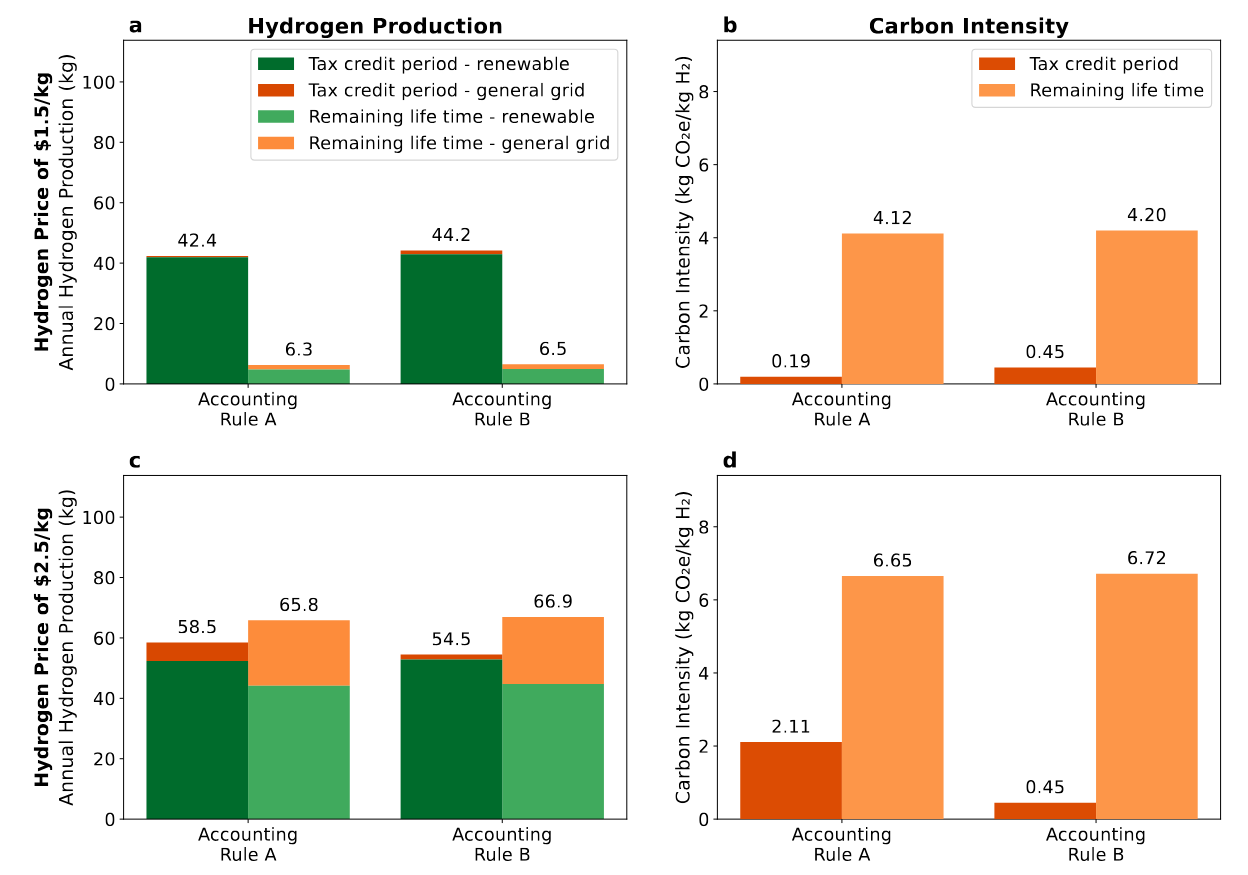 a
Hydrogen Production
Hydrogen Price of $1.5/kg
Annual Hydrogen Production (kg)
100
80
60
40
20
0
Tax credit period - renewable
Tax credit period - general grid
Remaining life time - renewable
Remaining life time - general grid
42.4
6.3
44.2
6.5
Accounting
Rule A
Accounting
Rule B
b
Carbon Intensity
Carbon Intensity (kg CO₂e/kg H₂)
8
6
4
2
0
Tax credit period
Remaining life time
0.19
4.12
0.45
4.20
Accounting
Rule A
Accounting
Rule B
c
Hydrogen Price of $2.5/kg
Annual Hydrogen Production (kg)
100
80
60
40
20
0
58.5
65.8
54.5
66.9
Accounting
Rule A
Accounting
Rule B
d
Carbon Intensity (kg CO₂e/kg H₂)
8
6
4
2
0
2.11
6.65
0.45
6.72
Accounting
Rule A
Accounting
Rule B